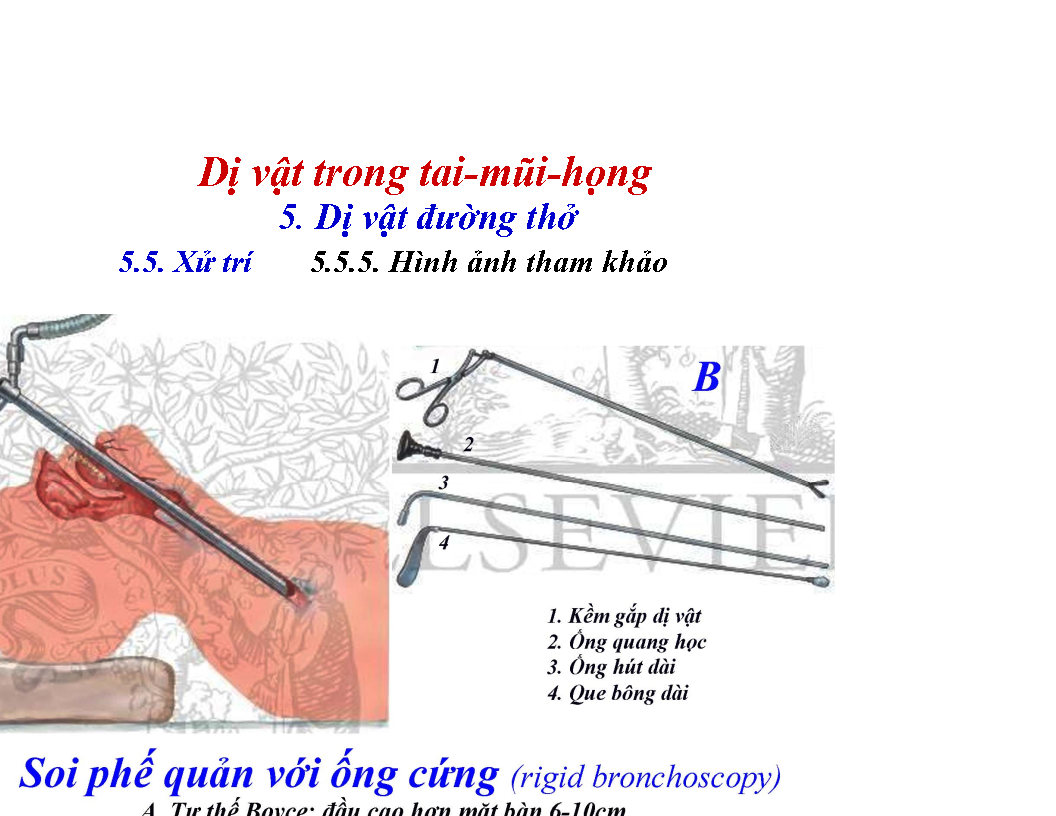 Dị vật trong tai-mũi-họng
5. Dị vật đường thở
5.5. Xử trí 5.5.5. Hình ảnh tham khảo
1
B
2
3
LSEVIE
4
OLUS
1. Kềm gắp dị vật
2. Ống quang học
3. Ống hút dài
4. Que bông dài
Soi phế quản với ống cứng (rigid bronchoscopy)
A. Tư thế Boyce: đầu cao hơn mặt bàn 6-10cm